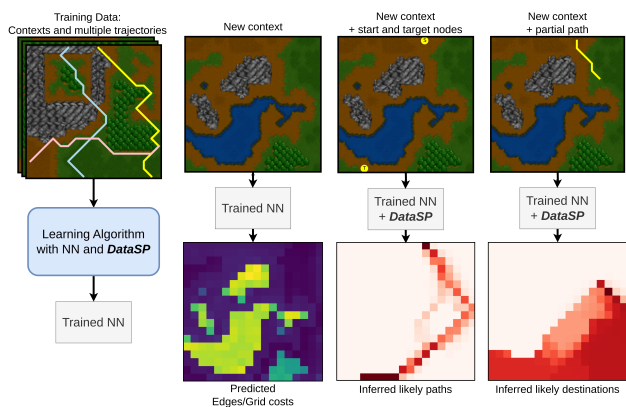 Training Data:
Contexts and multiple trajectories
Learning Algorithm
with NN and DataSP
Trained NN
New context
Trained NN
Predicted
Edges/Grid costs
New context
+ start and target nodes
S
T
Trained NN
+ DataSP
Inferred likely paths
New context
+ partial path
Trained NN
+ DataSP
Inferred likely destinations